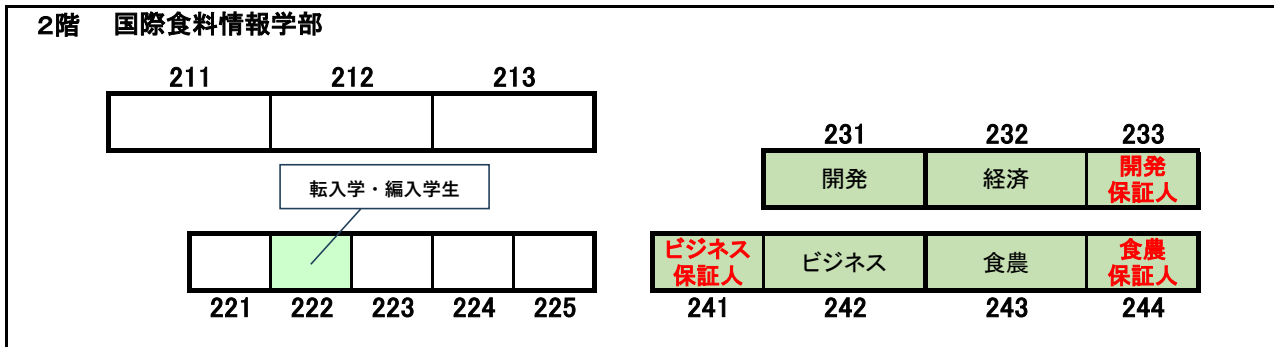 2階　国際食料情報学部
211 212 213
231 232 233
開発 経済 開発
保証人
転入学・編入学生
ビジネス
保証人
ビジネス 食農 食農
保証人
221 222 223 224 225 241 242 243 244